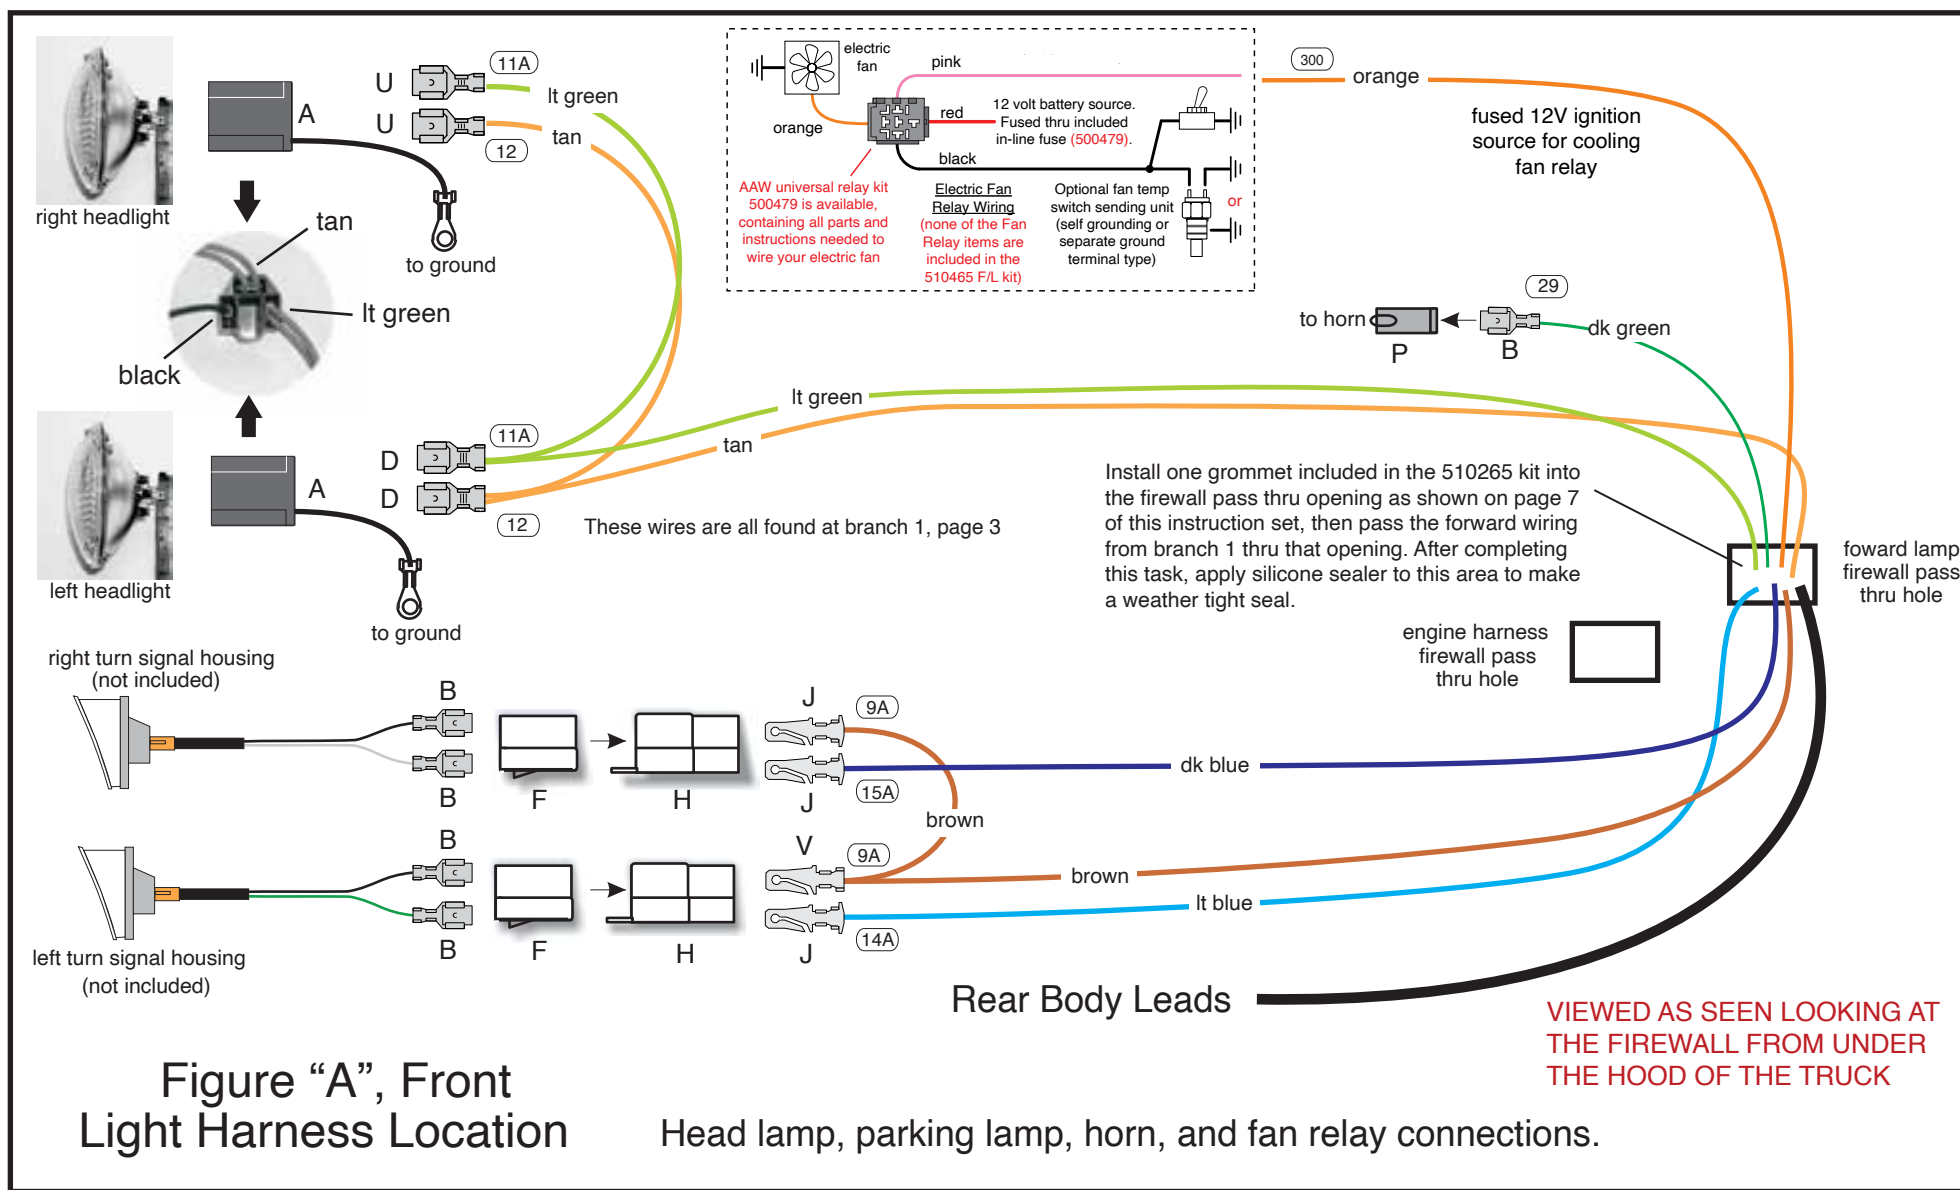 right headlight
A
to ground
U
11A
lt green
U
12
tan
tan
lt green
black
electric
fan
pink
orange
red
12 volt battery source.
Fused thru included
in-line fuse (500479).
black
AAW universal relay kit
500479 is available,
containing all parts and
instructions needed to
wire your electric fan
Electric Fan
Relay Wiring
(none of the Fan
Relay items are
included in the
510465 F/L kit)
Optional fan temp
switch sending unit
(self grounding or
separate ground
terminal type)
or
300
orange
fused 12V ignition
source for cooling
fan relay
to horn
P
B
29
dk green
left headlight
A
to ground
D
11A
D
12
lt green
tan
These wires are all found at branch 1, page 3
Install one grommet included in the 510265 kit into
the firewall pass thru opening as shown on page 7
of this instruction set, then pass the forward wiring
from branch 1 thru that opening. After completing
this task, apply silicone sealer to this area to make
a weather tight seal.
foward lamp
firewall pass
thru hole
engine harness
firewall pass
thru hole
right turn signal housing
(not included)
B
B
F
H
J
9A
J
15A
dk blue
brown
left turn signal housing
(not included)
B
B
F
H
V
9A
J
14A
brown
lt blue
Rear Body Leads
VIEWED AS SEEN LOOKING AT
THE FIREWALL FROM UNDER
THE HOOD OF THE TRUCK
Figure “A”, Front
Light Harness Location
Head lamp, parking lamp, horn, and fan relay connections.